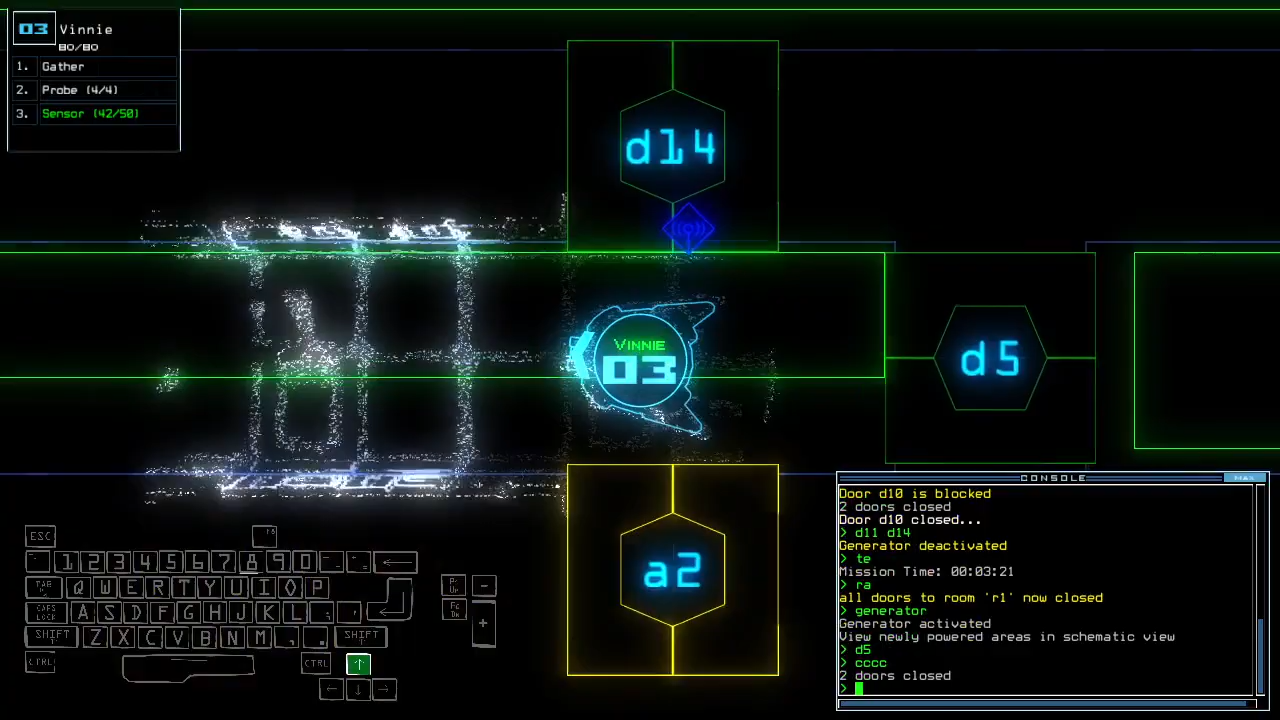 03 Vinnie
80/80
1. Gather
2. Probe (4/4)
3. Sensor (42/50)
d14
VINNIE
03
d5
a2
CONSOLE
MAX
Door d10 is blocked
2 doors closed
Door d10 closed...
> d11 d14
Generator deactivated
> te
Mission Time: 00:03:21
> ra
all doors to room 'r1' now closed
> generator
Generator activated
View newly powered areas in schematic view
> d5
> cccc
2 doors closed
>
ESC
1 2 3 4 5 6 7 8 9 0 - =
TAB Q W E R T Y U I O P
CAPS LOCK A S D F G H J K L ; '
SHIFT Z X C V B N M , . SHIFT
CTRL CTRL ↑
← ↓ →
- +